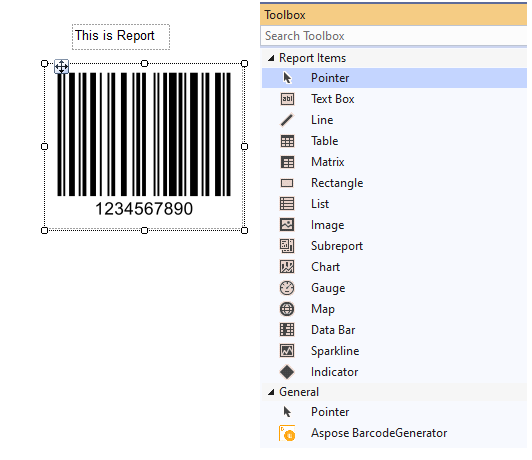 This is Report
1234567890
Toolbox
Search Toolbox
Report Items
Pointer
Text Box
Line
Table
Matrix
Rectangle
List
Image
Subreport
Chart
Gauge
Map
Data Bar
Sparkline
Indicator
General
Pointer
Aspose BarcodeGenerator